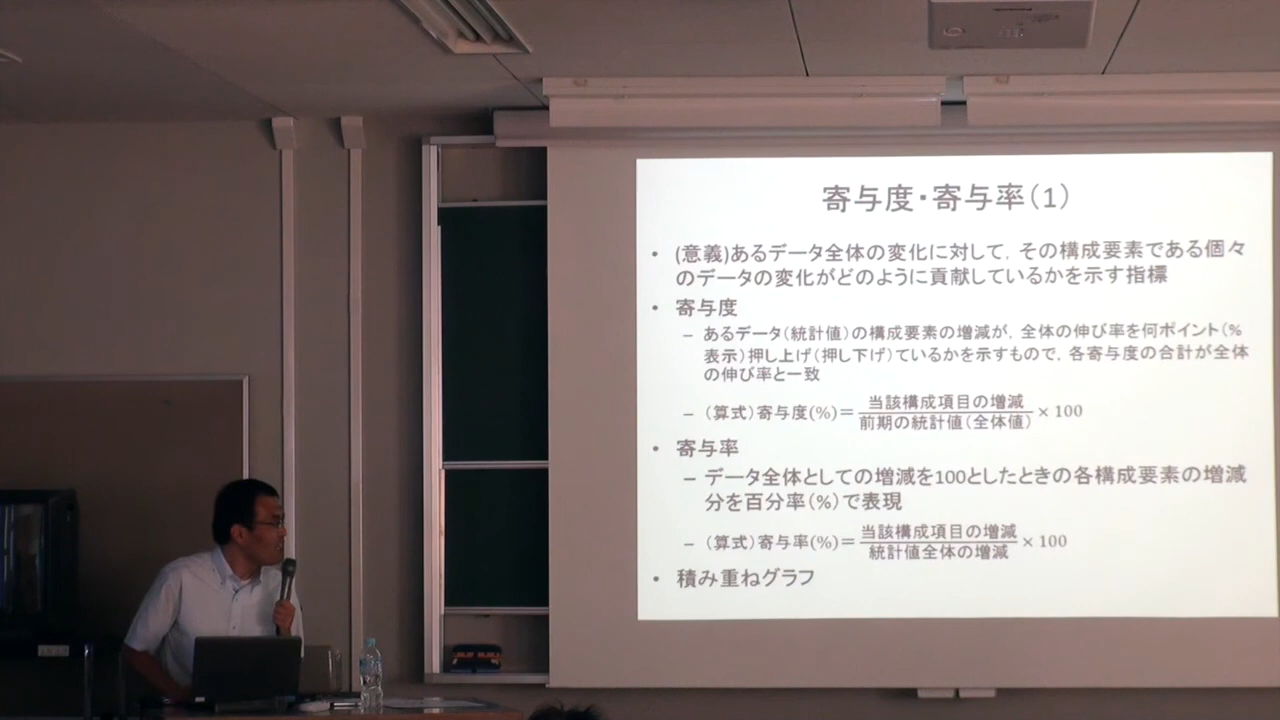 寄与度・寄与率(1)
• (意義)あるデータ全体の変化に対して，その構成要素である個々
のデータの変化がどのように貢献しているかを示す指標
• 寄与度
– あるデータ(統計値)の構成要素の増減が，全体の伸び率を何ポイント(%
表示)押し上げ(押し下げ)ているかを示すもので，各寄与度の合計が全体
の伸び率と一致
– (算式)寄与度(%)＝当該構成項目の増減/前期の統計値(全体値)×100
• 寄与率
– データ全体としての増減を100としたときの各構成要素の増減
分を百分率(%)で表現
– (算式)寄与率(%)＝当該構成項目の増減/統計値全体の増減×100
• 積み重ねグラフ